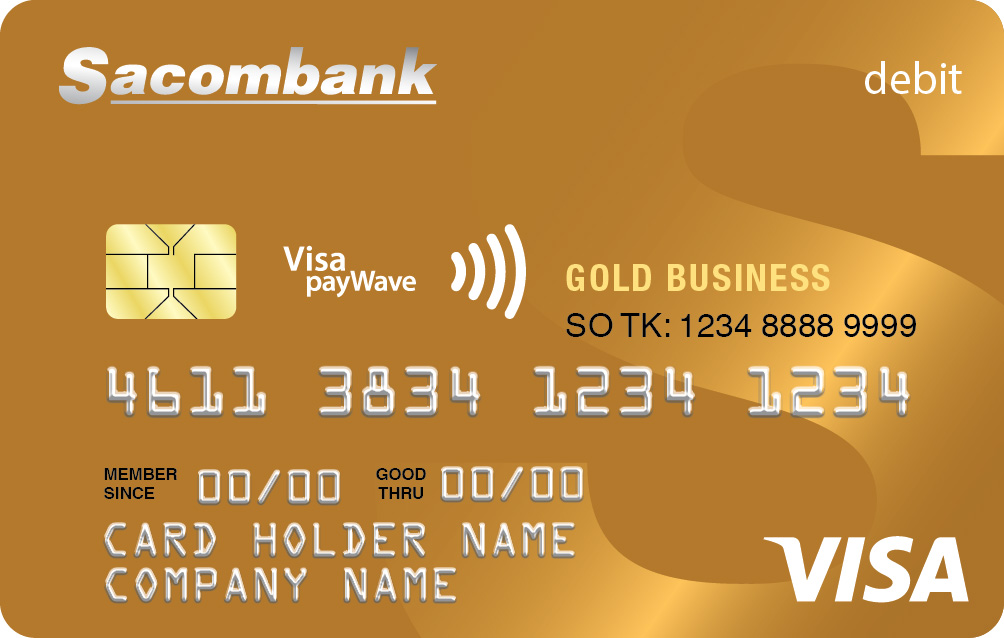 Sacombank
debit
Visa
payWave
GOLD BUSINESS
SO TK: 1234 8888 9999
4611 3834 1234 1234
MEMBER SINCE 00/00 GOOD THRU 00/00
CARD HOLDER NAME
COMPANY NAME
VISA